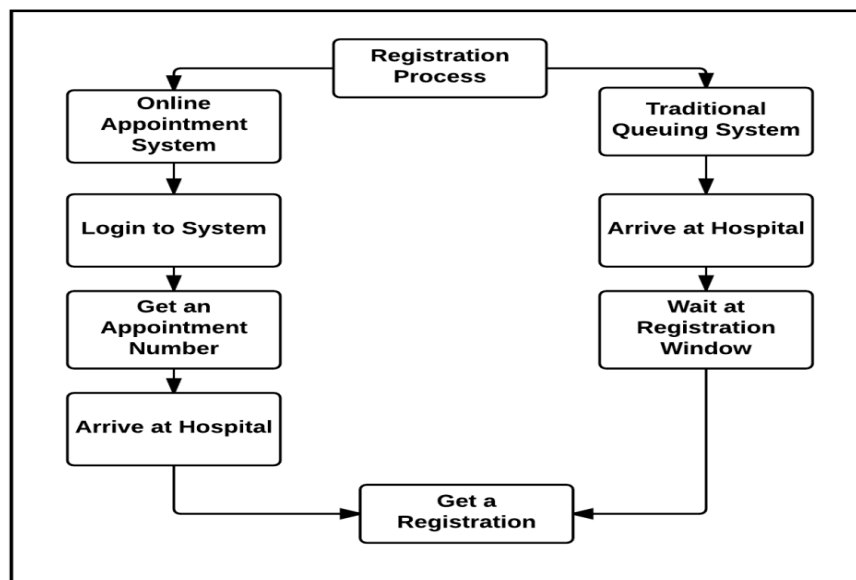 Registration
Process
Online
Appointment
System
Traditional
Queuing System
Login to System
Arrive at Hospital
Get an
Appointment
Number
Wait at
Registration
Window
Arrive at Hospital
Get a
Registration